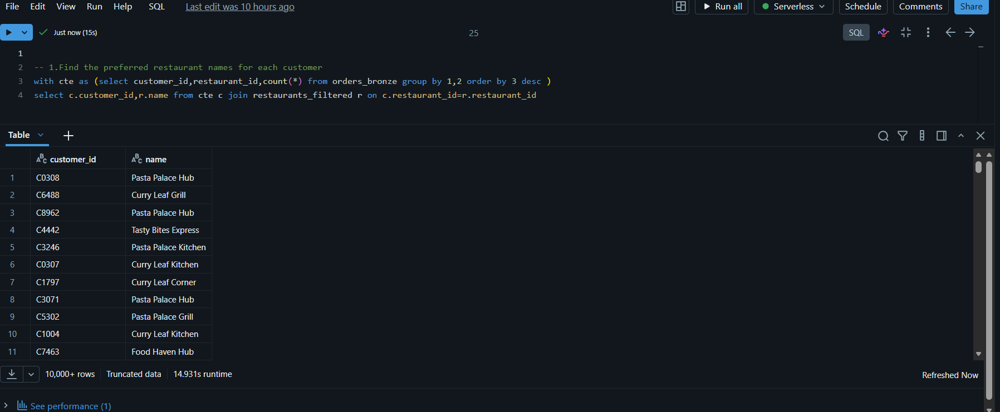 File Edit View Run Help SQL Last edit was 10 hours ago Run all Serverless Schedule Comments Share
Just now (15s) 25 SQL
1
2 -- 1.Find the preferred restaurant names for each customer
3 with cte as (select customer_id,restaurant_id,count(*) from orders_bronze group by 1,2 order by 3 desc )
4 select c.customer_id,r.name from cte c join restaurants_filtered r on c.restaurant_id=r.restaurant_id
Table
customer_id name
1 C0308 Pasta Palace Hub
2 C6488 Curry Leaf Grill
3 C8962 Pasta Palace Hub
4 C4442 Tasty Bites Express
5 C3246 Pasta Palace Kitchen
6 C0307 Curry Leaf Kitchen
7 C1797 Curry Leaf Corner
8 C3071 Pasta Palace Hub
9 C5302 Pasta Palace Grill
10 C1004 Curry Leaf Kitchen
11 C7463 Food Haven Hub
10,000+ rows Truncated data 14.931s runtime Refreshed Now
See performance (1)